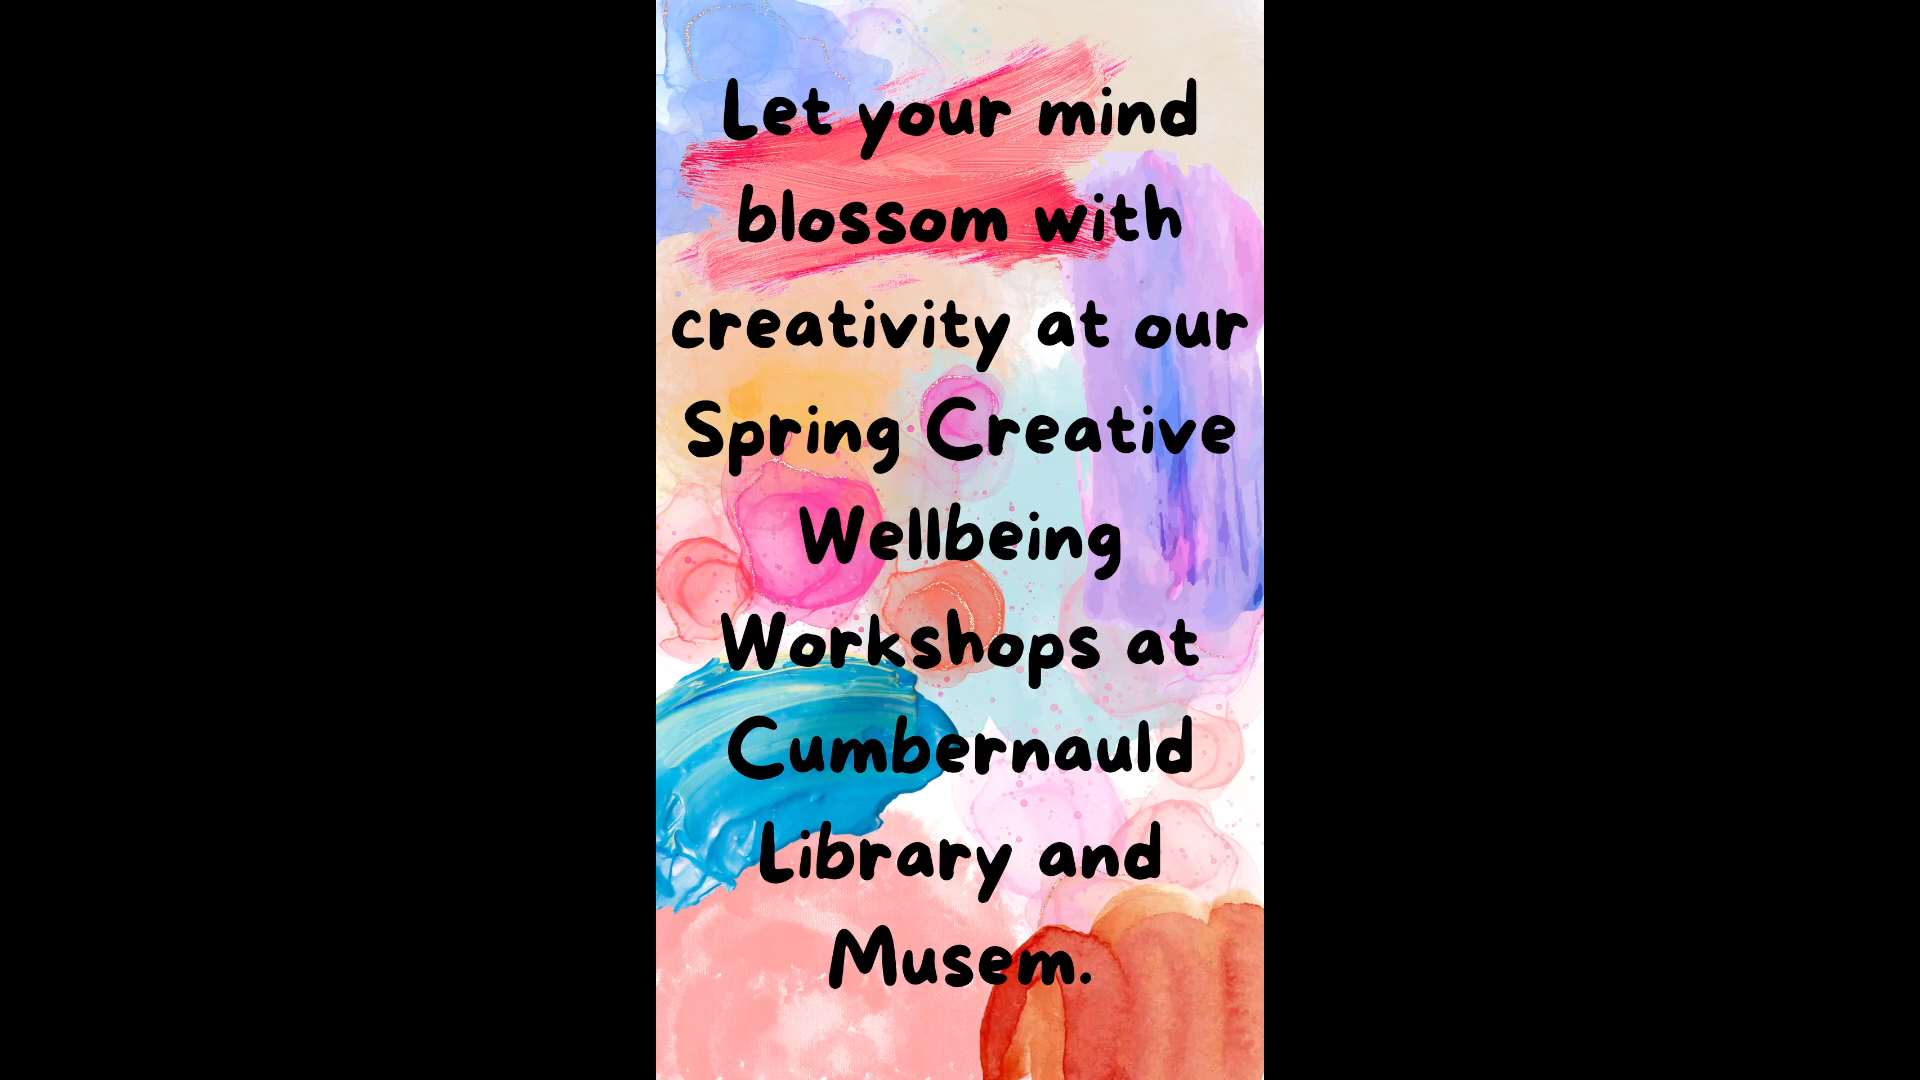 Let your mind
blossom with
creativity at our
Spring Creative
Wellbeing
Workshops at
Cumbernauld
Library and
Musem.